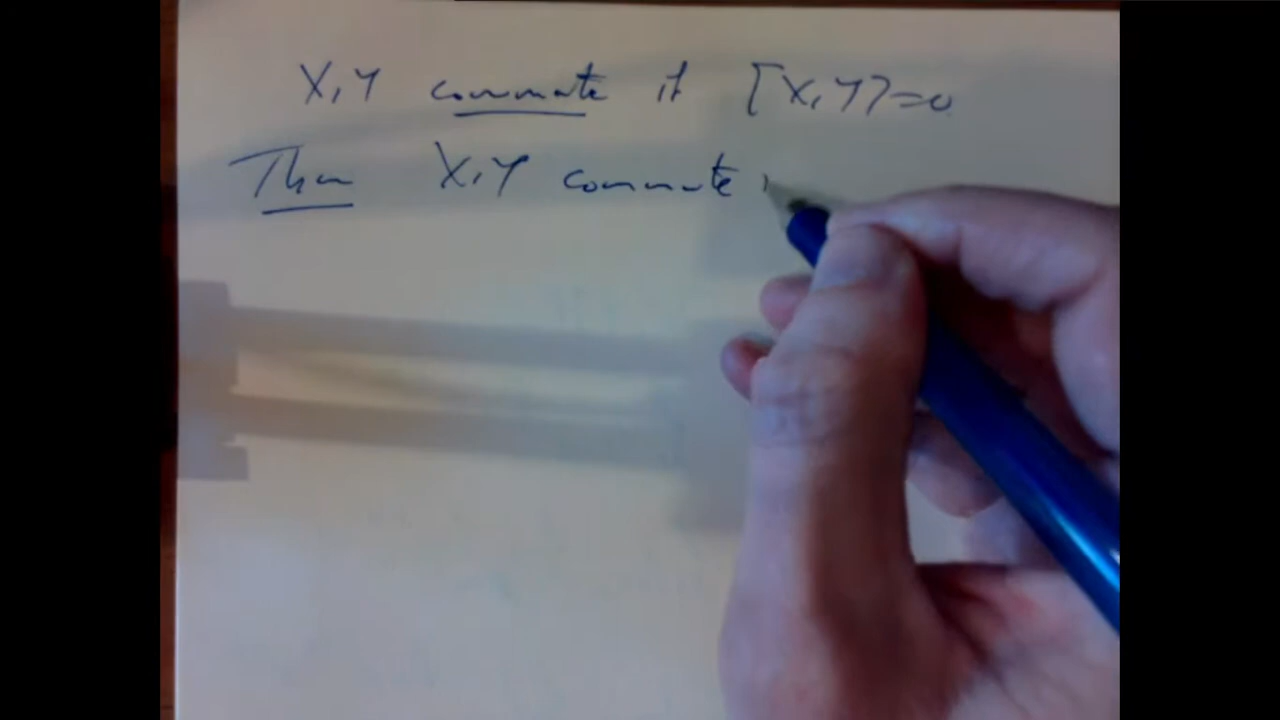 X, Y commute if [X, Y] = 0
Thm X, Y commute i